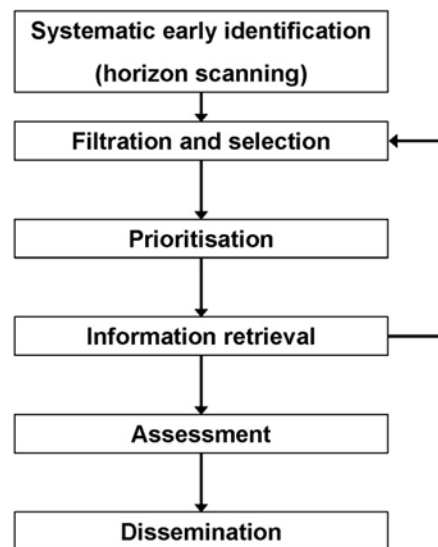 Systematic early identification
(horizon scanning)
Filtration and selection
Prioritisation
Information retrieval
Assessment
Dissemination